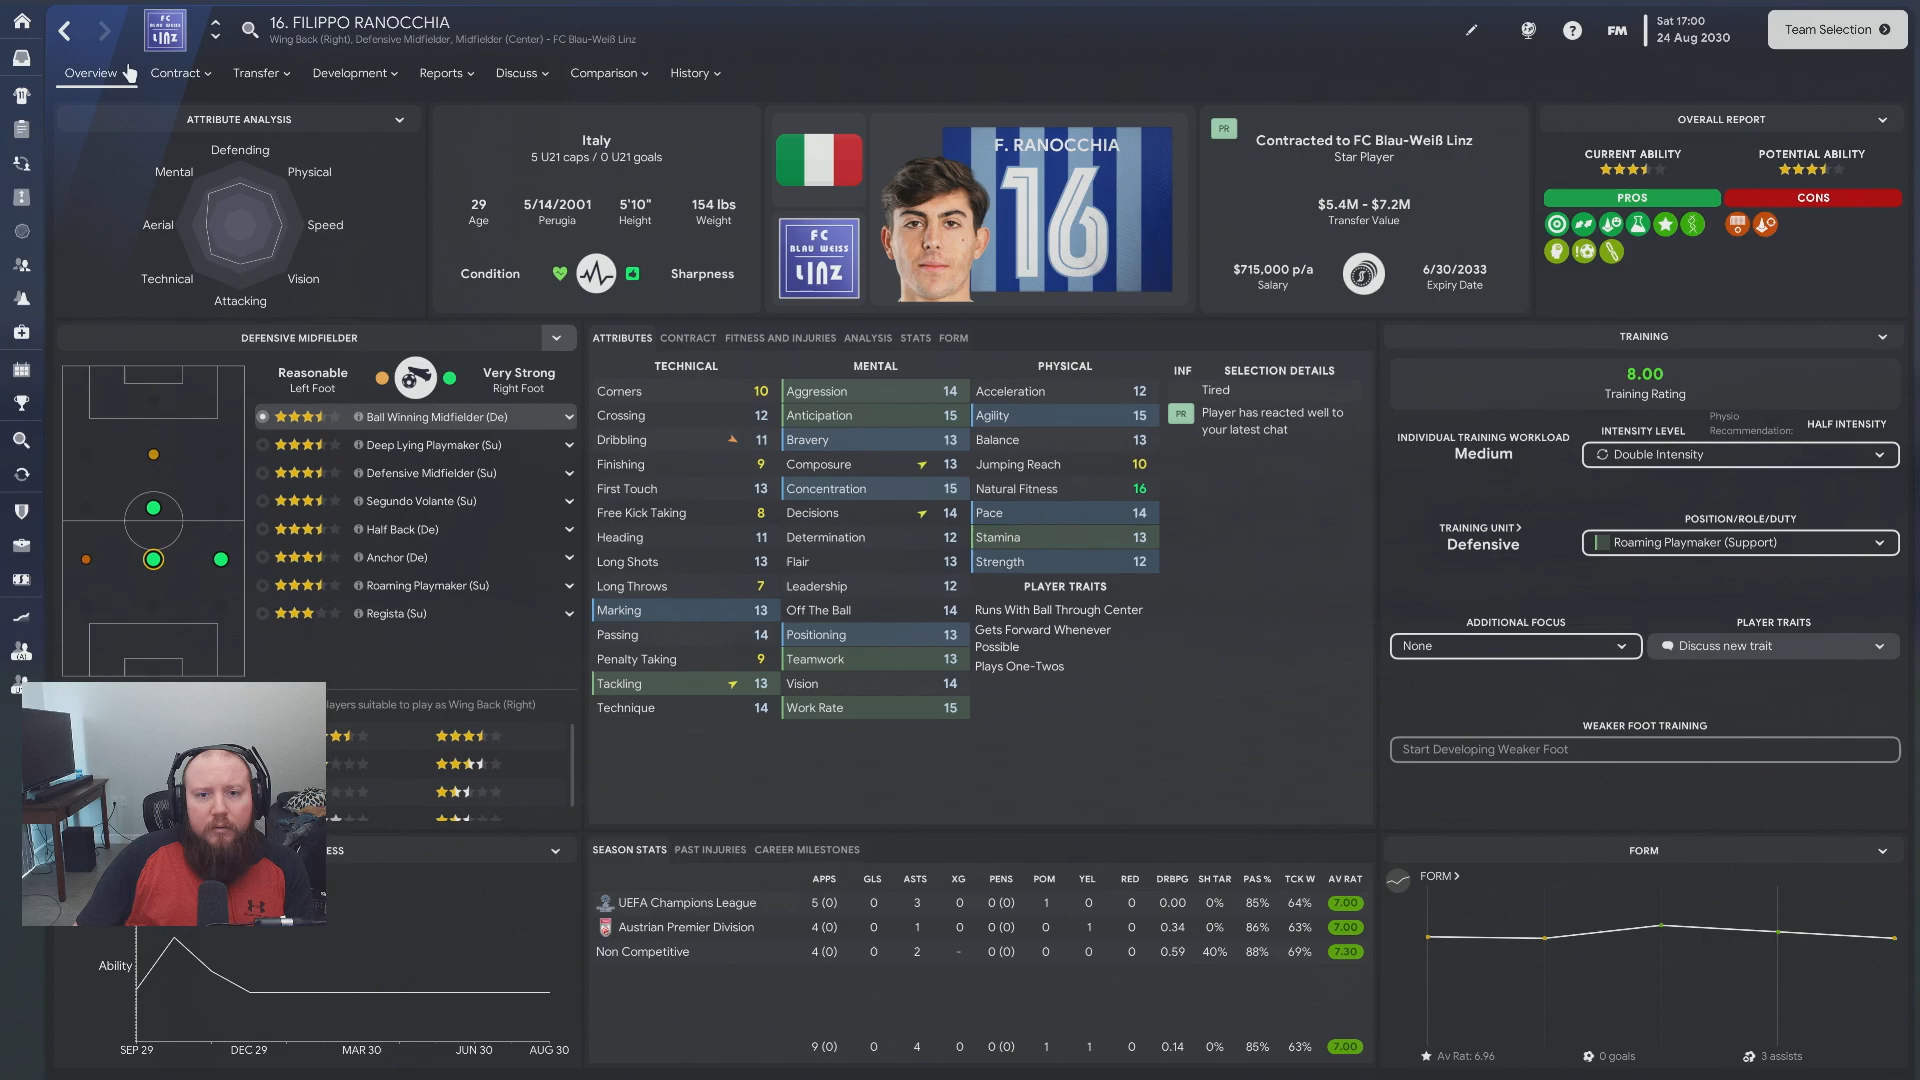 16. FILIPPO RANOCCHIA
Wing Back (Right), Defensive Midfielder, Midfielder (Center) - FC Blau-Weiß Linz
FC
BLAU WEISS
LINZ
?
FM
Sat 17:00
24 Aug 2030
Team Selection
Overview
Contract
Transfer
Development
Reports
Discuss
Comparison
History
ATTRIBUTE ANALYSIS
Defending
Mental
Physical
Aerial
Speed
Technical
Vision
Attacking
Italy
5 U21 caps / 0 U21 goals
29
5/14/2001
5'10"
154 lbs
Age
Perugia
Height
Weight
Condition
Sharpness
FC
BLAU WEISS
LINZ
F. RANOCCHIA
16
PR
Contracted to FC Blau-Weiß Linz
Star Player
$5.4M - $7.2M
Transfer Value
$715,000 p/a
Salary
6/30/2033
Expiry Date
OVERALL REPORT
CURRENT ABILITY
POTENTIAL ABILITY
PROS
CONS
DEFENSIVE MIDFIELDER
Reasonable
Left Foot
Very Strong
Right Foot
Ball Winning Midfielder (De)
Deep Lying Playmaker (Su)
Defensive Midfielder (Su)
Segundo Volante (Su)
Half Back (De)
Anchor (De)
Roaming Playmaker (Su)
Regista (Su)
layers suitable to play as Wing Back (Right)
ESS
Ability
SEP 29
DEC 29
MAR 30
JUN 30
AUG 30
ATTRIBUTES
CONTRACT
FITNESS AND INJURIES
ANALYSIS
STATS
FORM
TECHNICAL
Corners 10
Crossing 12
Dribbling 11
Finishing 9
First Touch 13
Free Kick Taking 8
Heading 11
Long Shots 13
Long Throws 7
Marking 13
Passing 14
Penalty Taking 9
Tackling 13
Technique 14
MENTAL
Aggression 14
Anticipation 15
Bravery 13
Composure 13
Concentration 15
Decisions 14
Determination 12
Flair 13
Leadership 12
Off The Ball 14
Positioning 13
Teamwork 13
Vision 14
Work Rate 15
PHYSICAL
Acceleration 12
Agility 15
Balance 13
Jumping Reach 10
Natural Fitness 16
Pace 14
Stamina 13
Strength 12
PLAYER TRAITS
Runs With Ball Through Center
Gets Forward Whenever
Possible
Plays One-Twos
INF
SELECTION DETAILS
Tired
PR
Player has reacted well to
your latest chat
TRAINING
8.00
Training Rating
INDIVIDUAL TRAINING WORKLOAD
Medium
INTENSITY LEVEL
Physio
Recommendation:
HALF INTENSITY
Double Intensity
TRAINING UNIT
Defensive
POSITION/ROLE/DUTY
Roaming Playmaker (Support)
ADDITIONAL FOCUS
None
PLAYER TRAITS
Discuss new trait
WEAKER FOOT TRAINING
Start Developing Weaker Foot
SEASON STATS
PAST INJURIES
CAREER MILESTONES
APPS GLS ASTS XG PENS POM YEL RED DRBPG SH TAR PAS % TCK W AV RAT
UEFA Champions League 5 (0) 0 3 0 0 (0) 1 0 0 0.00 0% 85% 64% 7.00
Austrian Premier Division 4 (0) 0 1 0 0 (0) 0 1 0 0.34 0% 86% 63% 7.00
Non Competitive 4 (0) 0 2 - 0 (0) 0 0 0 0.59 40% 88% 69% 7.30
9 (0) 0 4 0 0 (0) 1 1 0 0.14 0% 85% 63% 7.00
FORM
FORM
Av Rat: 6.96
0 goals
3 assists